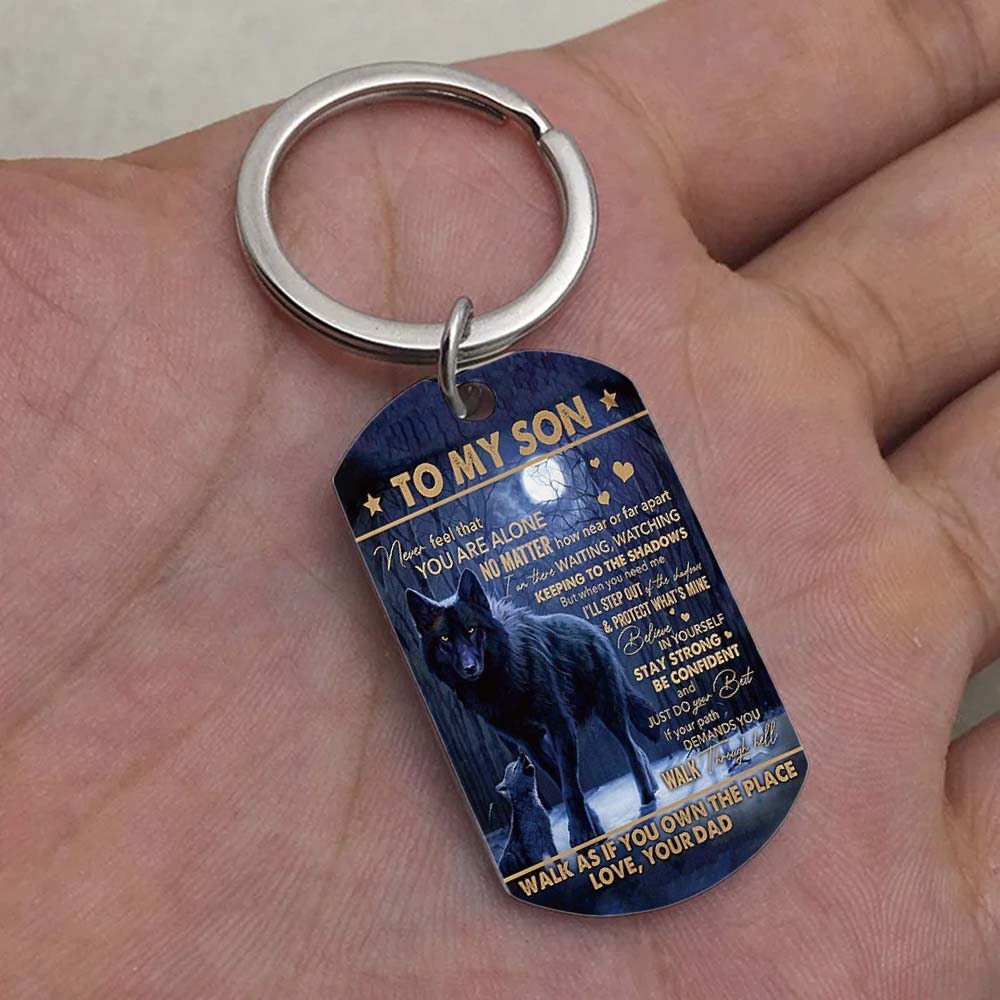 TO MY SON
Never feel that
YOU ARE ALONE
NO MATTER how near or far apart
I am there WAITING, WATCHING
KEEPING TO THE SHADOWS
But when you need me
I'LL STEP OUT of the shadows
& PROTECT WHAT'S MINE
Believe
IN YOURSELF
STAY STRONG
BE CONFIDENT
and
JUST DO your Best
If your path
DEMANDS YOU
WALK Through hell
WALK AS IF YOU OWN THE PLACE
LOVE, YOUR DAD